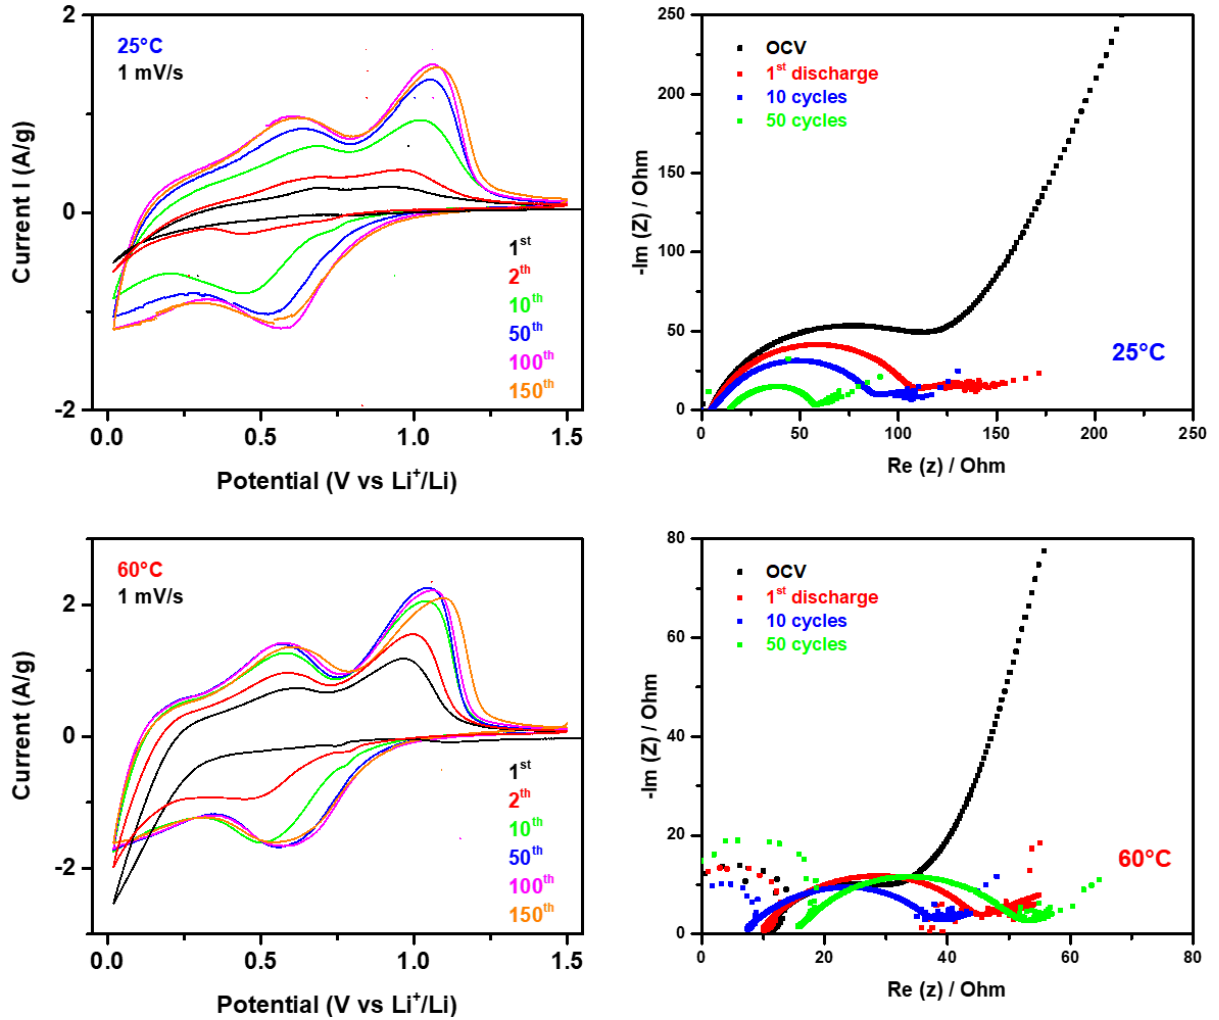 2
0
-2
Current I (A/g)
25°C
1 mV/s
1st
2th
10th
50th
100th
150th
0.0 0.5 1.0 1.5
Potential (V vs Li+/Li)
250
200
150
100
50
0
-Im (Z) / Ohm
OCV
1st discharge
10 cycles
50 cycles
25°C
0 50 100 150 200 250
Re (z) / Ohm
2
0
-2
Current (A/g)
60°C
1 mV/s
1st
2th
10th
50th
100th
150th
0.0 0.5 1.0 1.5
Potential (V vs Li+/Li)
80
60
40
20
0
-Im (Z) / Ohm
OCV
1st discharge
10 cycles
50 cycles
60°C
0 20 40 60 80
Re (z) / Ohm